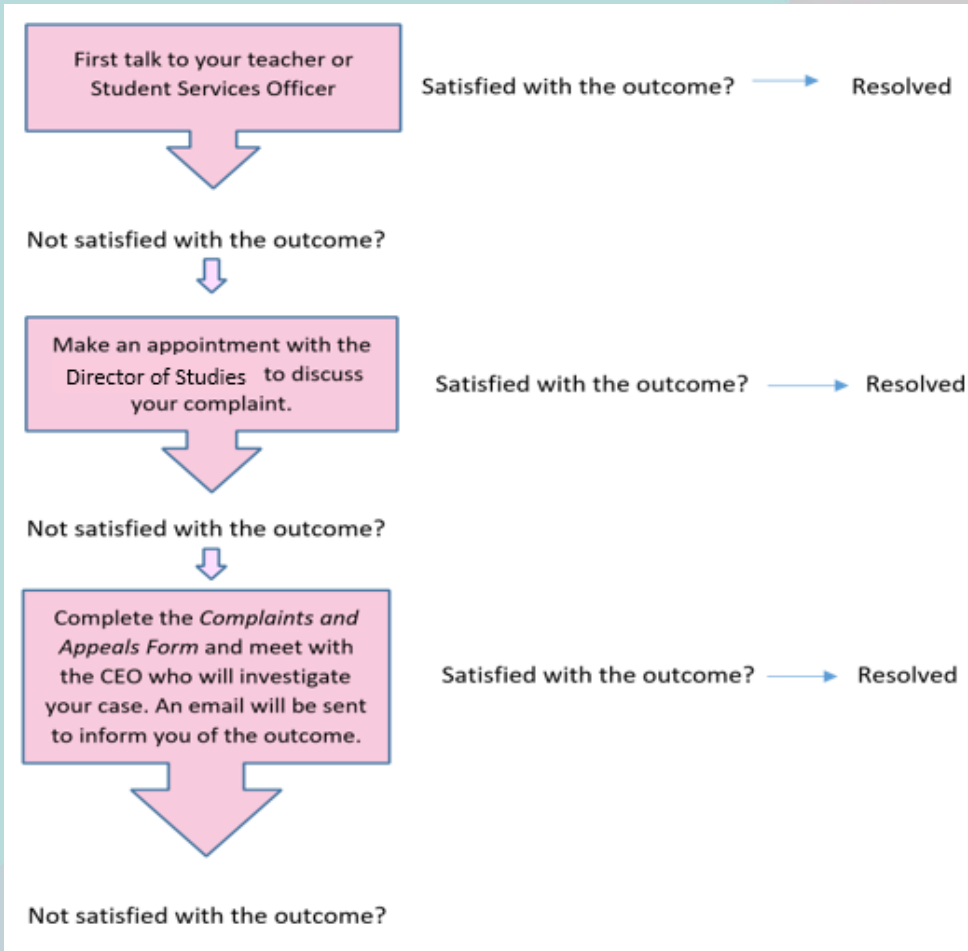 First talk to your teacher or
Student Services Officer
Satisfied with the outcome?
Resolved
Not satisfied with the outcome?
Make an appointment with the
Director of Studies to discuss
your complaint.
Satisfied with the outcome?
Resolved
Not satisfied with the outcome?
Complete the Complaints and
Appeals Form and meet with
the CEO who will investigate
your case. An email will be sent
to inform you of the outcome.
Satisfied with the outcome?
Resolved
Not satisfied with the outcome?